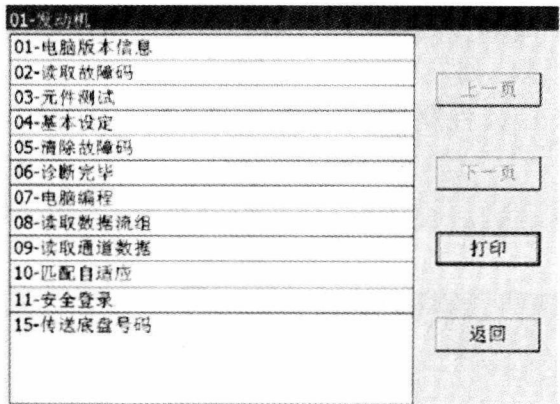 01-发动机
01-电脑版本信息
02-读取故障码
03-元件测试
04-基本设定
05-清除故障码
06-诊断完毕
07-电脑编程
08-读取数据流组
09-读取通道数据
10-匹配自适应
11-安全登录
15-传送底盘号码
上一页
下一页
打印
返回